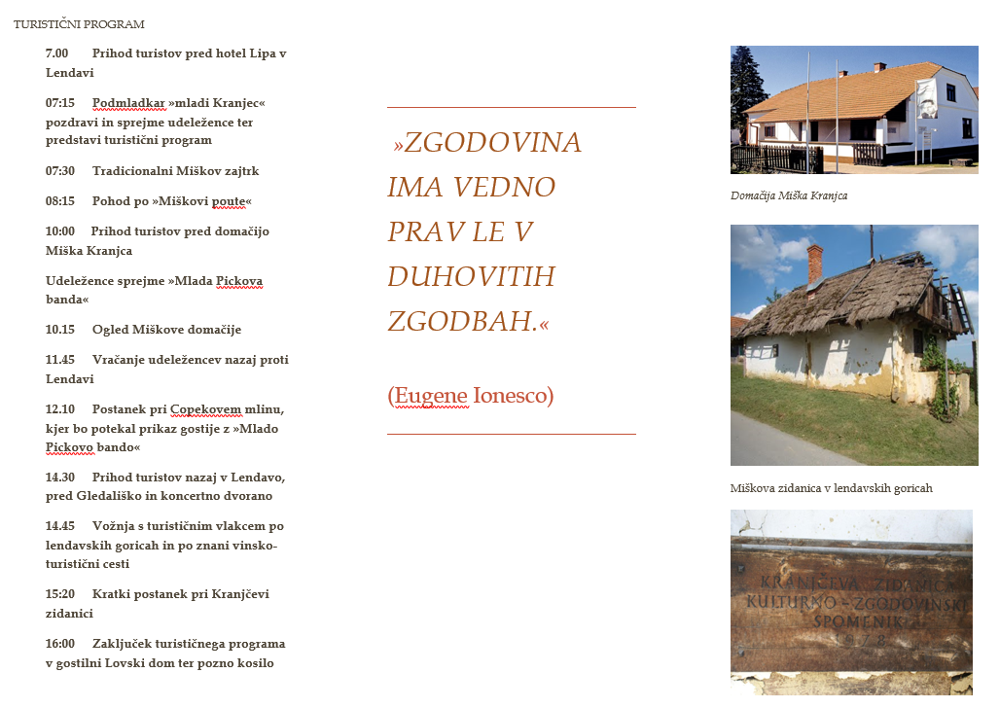 TURISTIČNI PROGRAM
7.00 Prihod turistov pred hotel Lipa v
Lendavi
07:15 Podmladkar »mladi Kranjec«
pozdravi in sprejme udeležence ter
predstavi turistični program
07:30 Tradicionalni Miškov zajtrk
08:15 Pohod po »Miškovi poute«
10:00 Prihod turistov pred domačijo
Miška Kranjca
Udeležence sprejme »Mlada Pickova
banda«
10.15 Ogled Miškove domačije
11.45 Vračanje udeležencev nazaj proti
Lendavi
12.10 Postanek pri Copekovem mlinu,
kjer bo potekal prikaz gostije z »Mlado
Pickovo bando«
14.30 Prihod turistov nazaj v Lendavo,
pred Gledališko in koncertno dvorano
14.45 Vožnja s turističnim vlakcem po
lendavskih goricah in po znani vinsko-
turistični cesti
15:20 Kratki postanek pri Kranjčevi
zidanici
16:00 Zaključek turističnega programa
v gostilni Lovski dom ter pozno kosilo
»ZGODOVINA
IMA VEDNO
PRAV LE V
DUHOVITIH
ZGODBAH.«
(Eugene Ionesco)
Domačija Miška Kranjca
Miškova zidanica v lendavskih goricah
KRANJČEVA ZIDANICA
KULTURNO – ZGODOVINSKI
SPOMENIK
1978